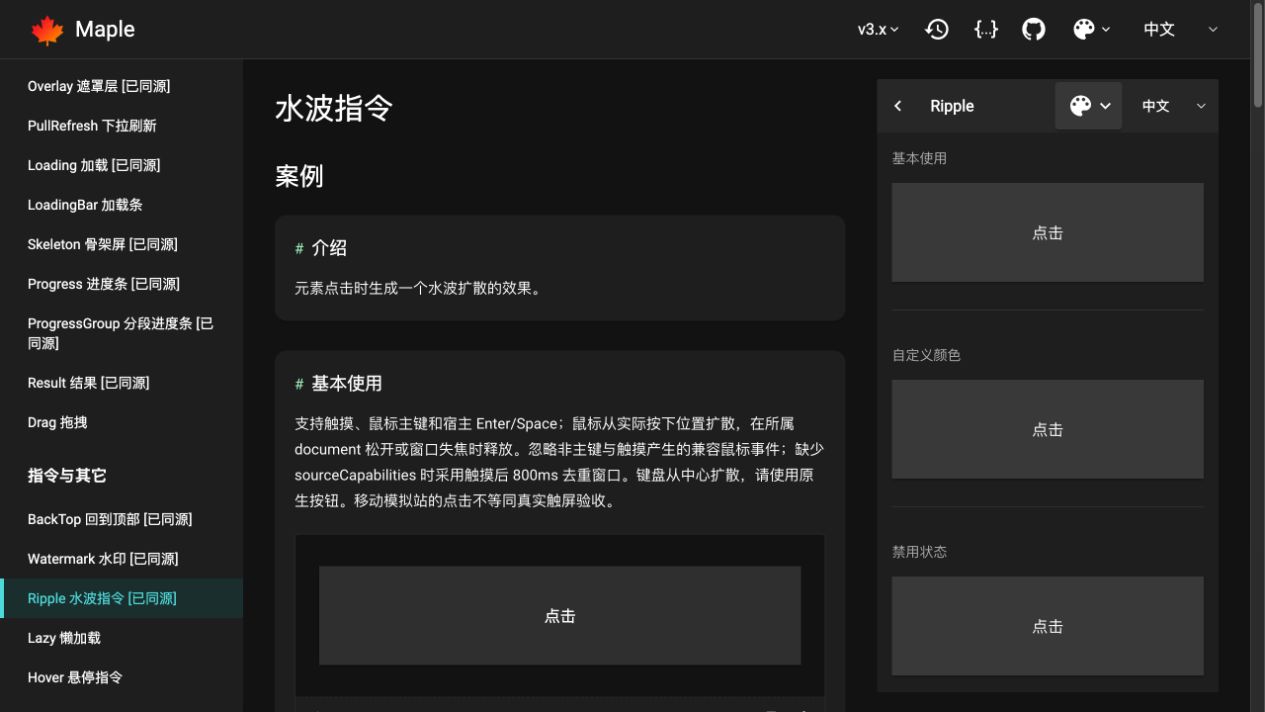 Maple
v3.x
中文
Overlay 遮罩层 [已同源]
PullRefresh 下拉刷新
Loading 加载 [已同源]
LoadingBar 加载条
Skeleton 骨架屏 [已同源]
Progress 进度条 [已同源]
ProgressGroup 分段进度条 [已
同源]
Result 结果 [已同源]
Drag 拖拽
指令与其它
BackTop 回到顶部 [已同源]
Watermark 水印 [已同源]
Ripple 水波指令 [已同源]
Lazy 懒加载
Hover 悬停指令
水波指令
案例
# 介绍
元素点击时生成一个水波扩散的效果。
# 基本使用
支持触摸、鼠标主键和宿主 Enter/Space；鼠标从实际按下位置扩散，在所属
document 松开或窗口失焦时释放。忽略非主键与触摸产生的兼容鼠标事件；缺少
sourceCapabilities 时采用触摸后 800ms 去重窗口。键盘从中心扩散，请使用原
生按钮。移动模拟站的点击不等同真实触屏验收。
点击
Ripple
中文
基本使用
点击
自定义颜色
点击
禁用状态
点击